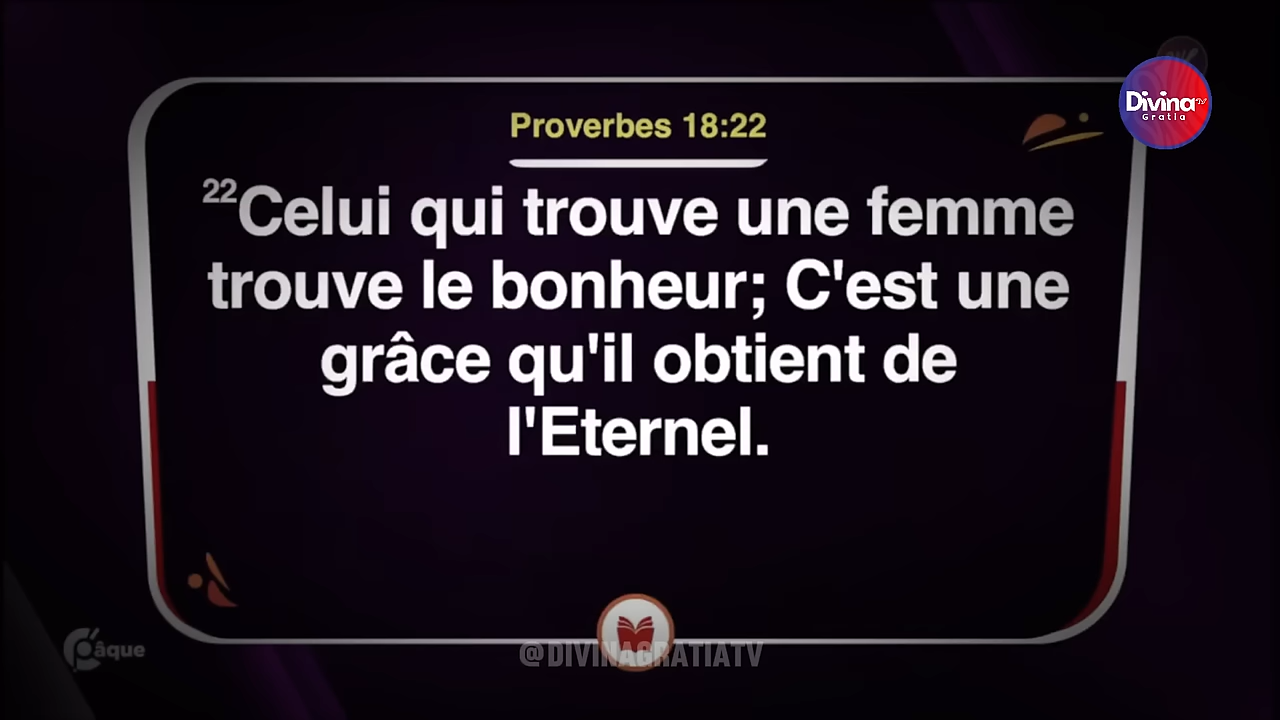 Divina TV
Gratia
Proverbes 18:22
22Celui qui trouve une femme
trouve le bonheur; C'est une
grâce qu'il obtient de
l'Eternel.
Pâque
@DIVINAGRATIATV